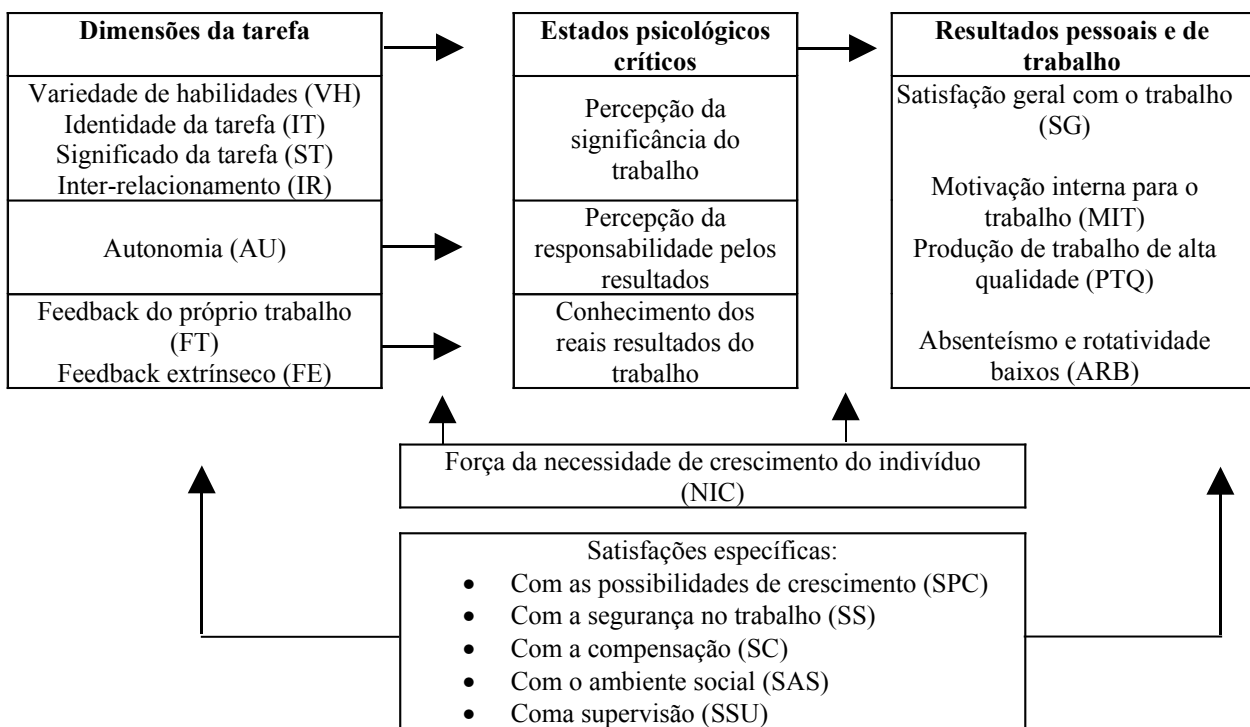 Dimensões da tarefa
Variedade de habilidades (VH)
Identidade da tarefa (IT)
Significado da tarefa (ST)
Inter-relacionamento (IR)
Autonomia (AU)
Feedback do próprio trabalho
(FT)
Feedback extrínseco (FE)
Estados psicológicos
críticos
Percepção da
significância do
trabalho
Percepção da
responsabilidade pelos
resultados
Conhecimento dos
reais resultados do
trabalho
Resultados pessoais e de
trabalho
Satisfação geral com o trabalho
(SG)
Motivação interna para o
trabalho (MIT)
Produção de trabalho de alta
qualidade (PTQ)
Absenteísmo e rotatividade
baixos (ARB)
Força da necessidade de crescimento do indivíduo
(NIC)
Satisfações específicas:
• Com as possibilidades de crescimento (SPC)
• Com a segurança no trabalho (SS)
• Com a compensação (SC)
• Com o ambiente social (SAS)
• Coma supervisão (SSU)